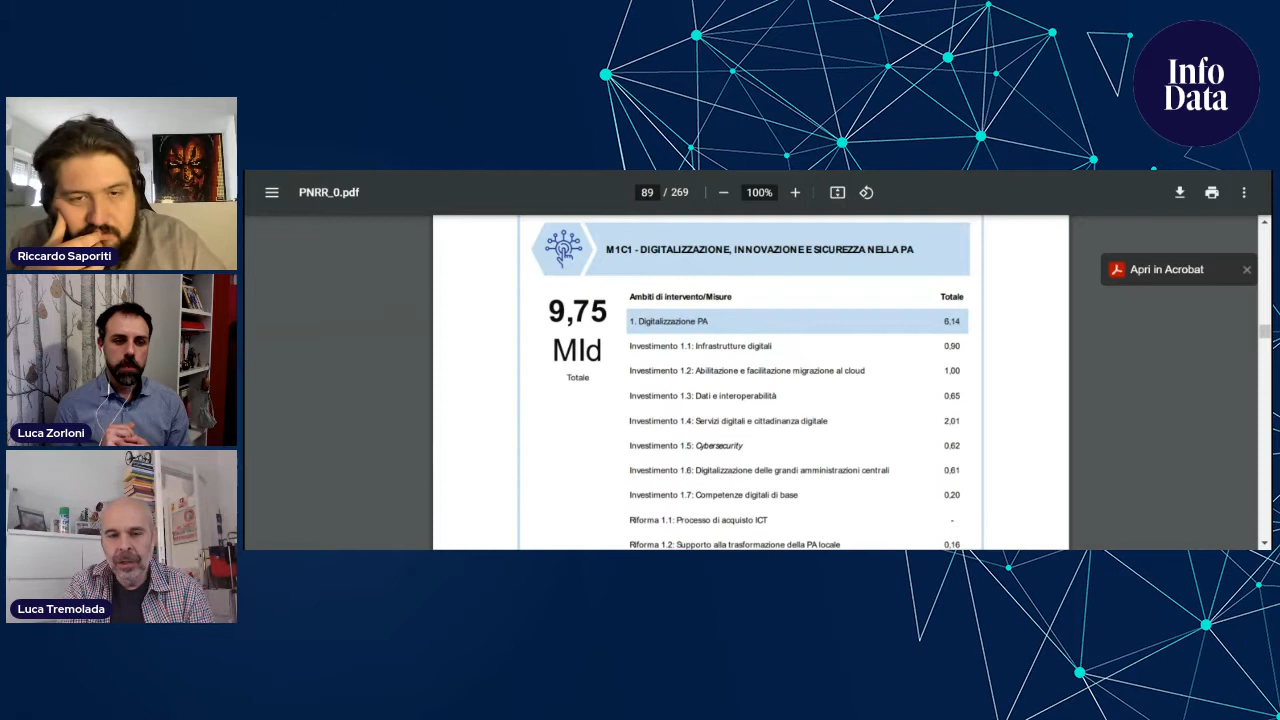 Info
Data
PNRR_0.pdf
89 / 269
100%
Apri in Acrobat
M1C1 - DIGITALIZZAZIONE, INNOVAZIONE E SICUREZZA NELLA PA
9,75
Mld
Totale
Ambiti di intervento/Misure Totale
1. Digitalizzazione PA 6,14
Investimento 1.1: Infrastrutture digitali 0,90
Investimento 1.2: Abilitazione e facilitazione migrazione al cloud 1,00
Investimento 1.3: Dati e interoperabilità 0,65
Investimento 1.4: Servizi digitali e cittadinanza digitale 2,01
Investimento 1.5: Cybersecurity 0,62
Investimento 1.6: Digitalizzazione delle grandi amministrazioni centrali 0,61
Investimento 1.7: Competenze digitali di base 0,20
Riforma 1.1: Processo di acquisto ICT -
Riforma 1.2: Supporto alla trasformazione della PA locale 0,16
Riccardo Saporiti
Luca Zorloni
Luca Tremolada